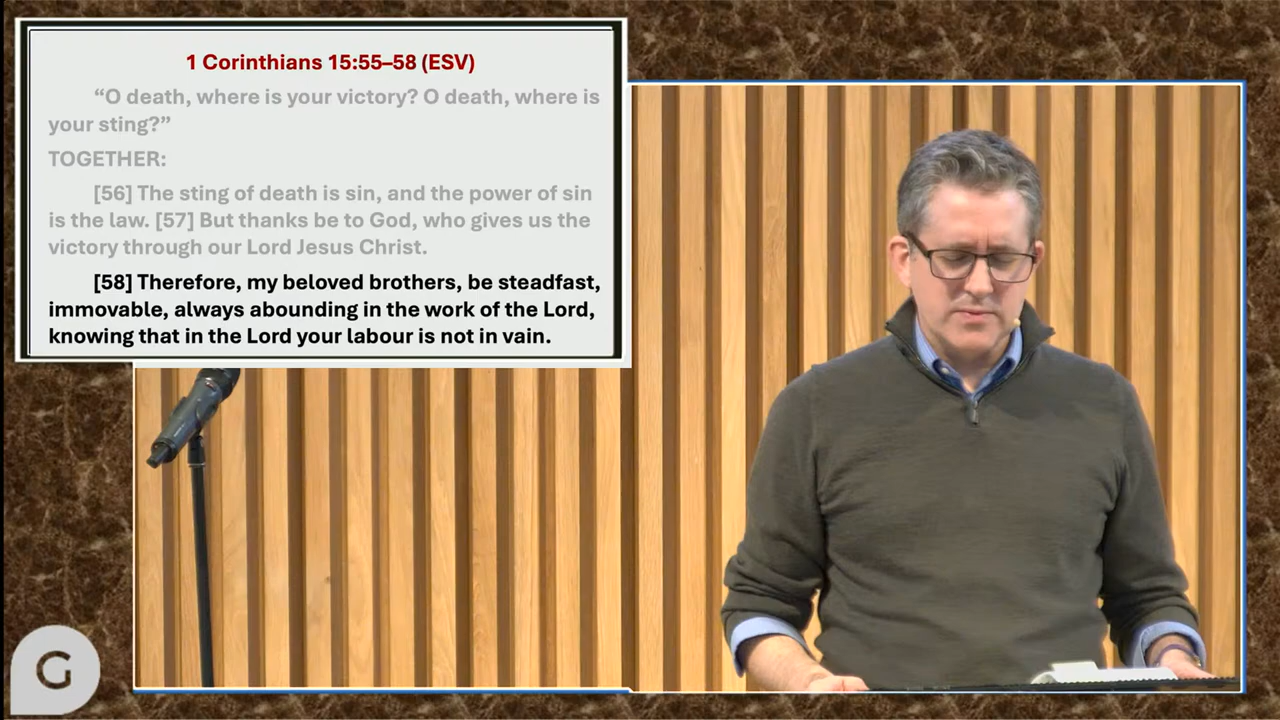 1 Corinthians 15:55–58 (ESV)
“O death, where is your victory? O death, where is
your sting?”
TOGETHER:
[56] The sting of death is sin, and the power of sin
is the law. [57] But thanks be to God, who gives us the
victory through our Lord Jesus Christ.
[58] Therefore, my beloved brothers, be steadfast,
immovable, always abounding in the work of the Lord,
knowing that in the Lord your labour is not in vain.
G